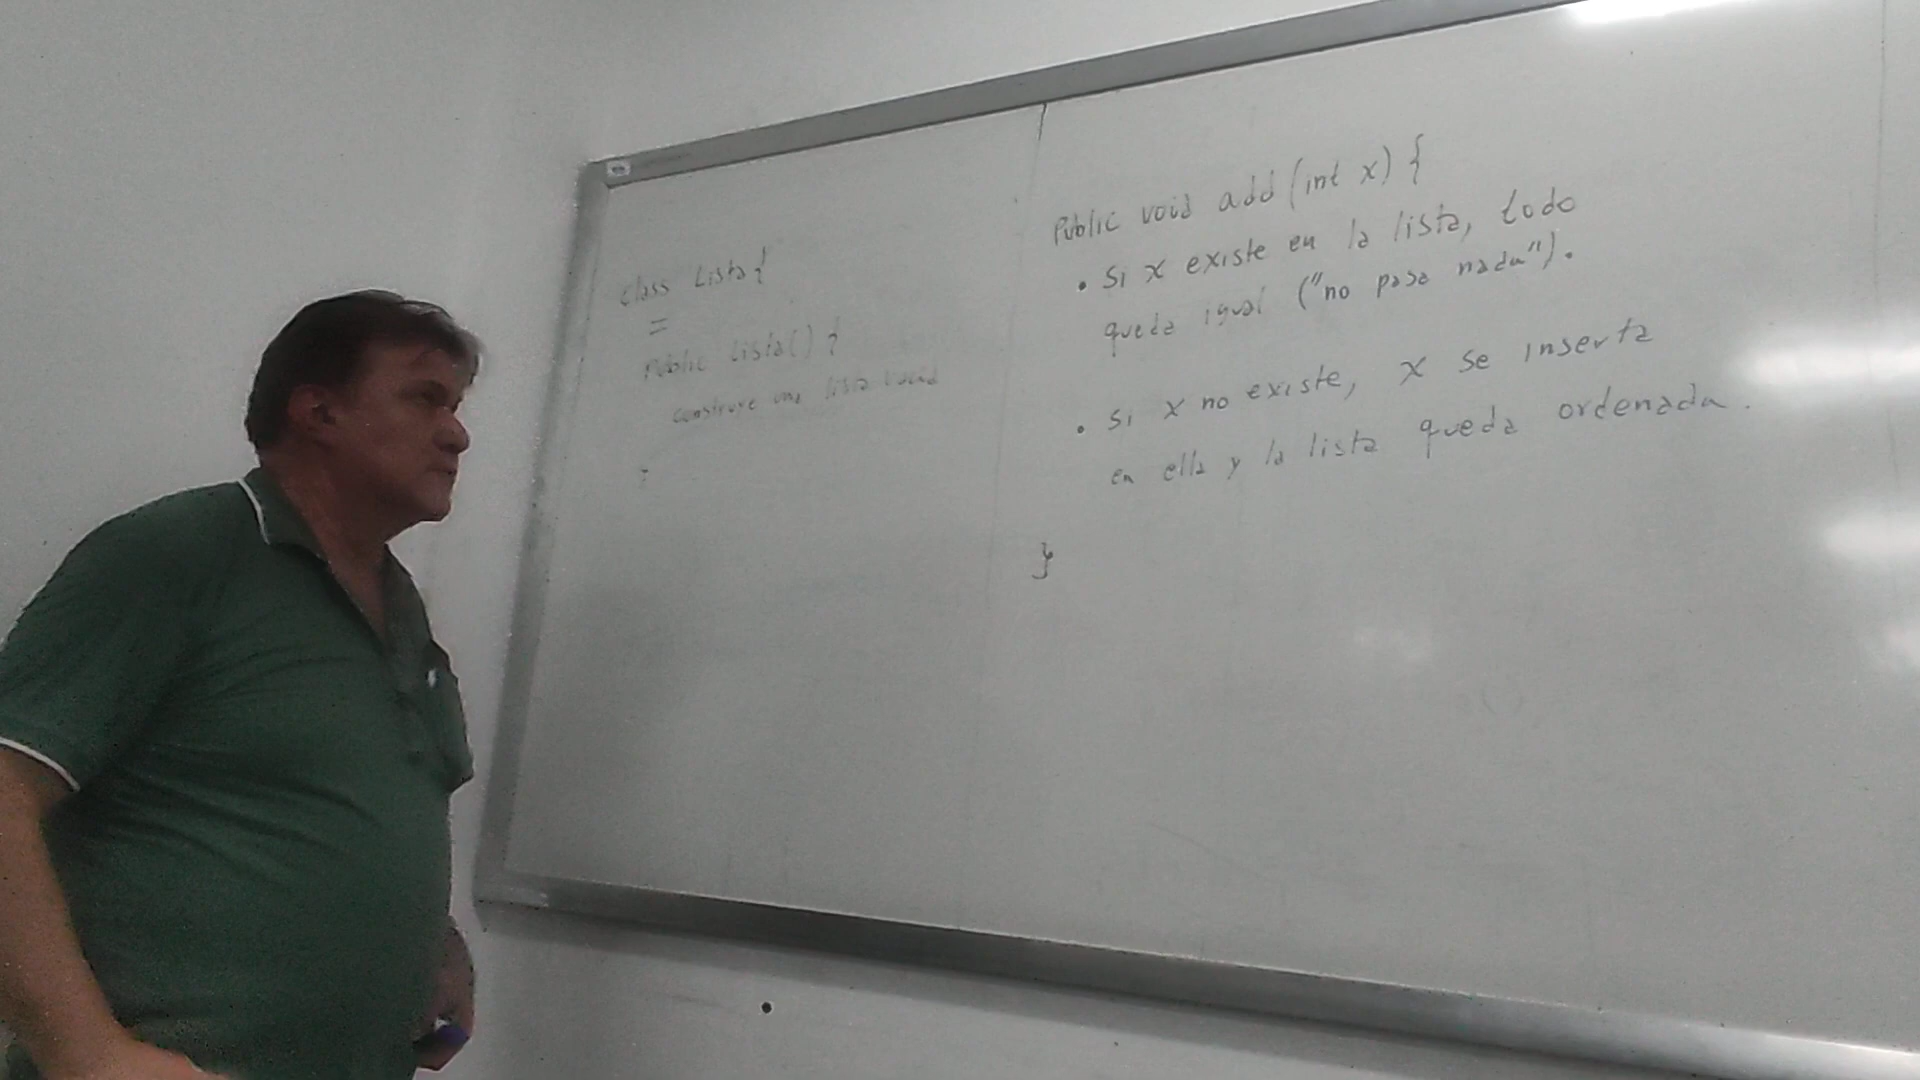 class Lista{
=
Public Lista(){
construye una lista vacia
}
Public void add (int x) {
• Si x existe en la lista, todo
queda igual ("no pasa nada").
• Si x no existe, x se inserta
en ella y la lista queda ordenada.
}